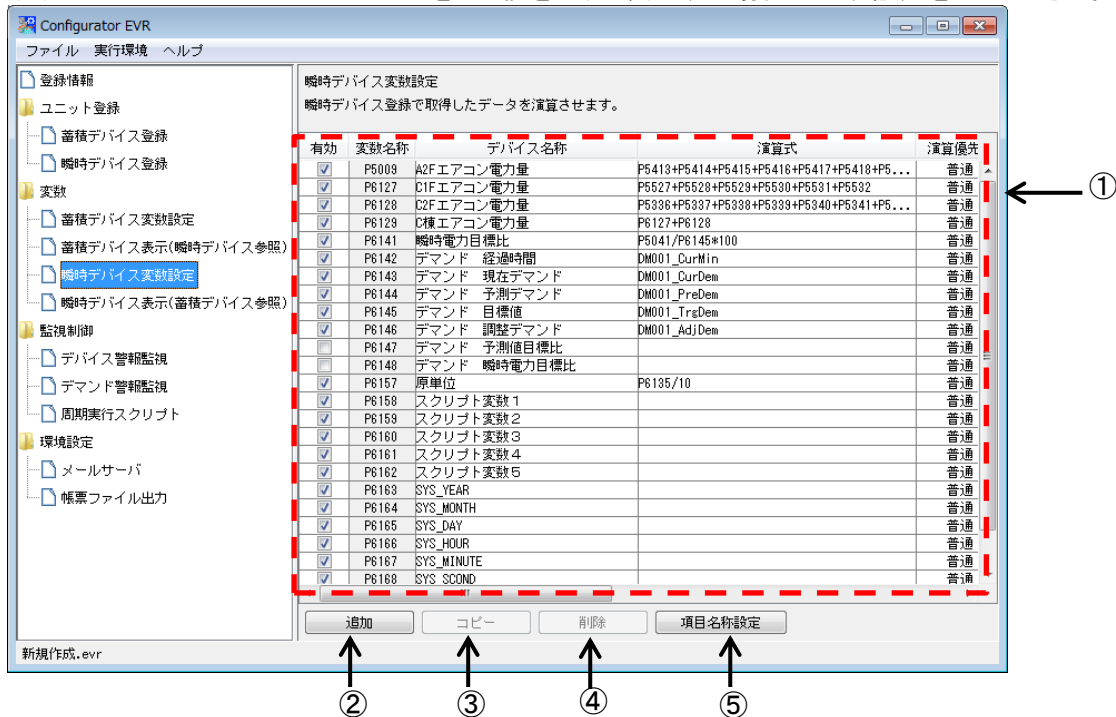 Configurator EVR
ファイル 実行環境 ヘルプ
登録情報
ユニット登録
蓄積デバイス登録
瞬時デバイス登録
変数
蓄積デバイス変数設定
蓄積デバイス表示(瞬時デバイス参照)
瞬時デバイス変数設定
瞬時デバイス表示(蓄積デバイス参照)
監視制御
デバイス警報監視
デマンド警報監視
周期実行スクリプト
環境設定
メールサーバ
帳票ファイル出力
瞬時デバイス変数設定
瞬時デバイス登録で取得したデータを演算させます。
有効 変数名称 デバイス名称 演算式 演算優先
P5009 A2Fエアコン電力量 P5413+P5414+P5415+P5416+P5417+P5418+P5... 普通
P6127 C1Fエアコン電力量 P5527+P5528+P5529+P5530+P5531+P5532 普通
P6128 C2Fエアコン電力量 P5336+P5337+P5338+P5339+P5340+P5341+P5... 普通
P6129 C棟エアコン電力量 P6127+P6128 普通
P6141 瞬時電力目標比 P5041/P6145*100 普通
P6142 デマンド 経過時間 DM001_CurMin 普通
P6143 デマンド 現在デマンド DM001_CurDem 普通
P6144 デマンド 予測デマンド DM001_PreDem 普通
P6145 デマンド 目標値 DM001_TrgDem 普通
P6146 デマンド 調整デマンド DM001_AdjDem 普通
P6147 デマンド 予測値目標比 普通
P6148 デマンド 瞬時電力目標比 普通
P6157 原単位 P6135/10 普通
P6158 スクリプト変数1 普通
P6159 スクリプト変数2 普通
P6160 スクリプト変数3 普通
P6161 スクリプト変数4 普通
P6162 スクリプト変数5 普通
P6163 SYS_YEAR 普通
P6164 SYS_MONTH 普通
P6165 SYS_DAY 普通
P6166 SYS_HOUR 普通
P6167 SYS_MINUTE 普通
P6168 SYS_SCOND 普通
①
追加 コピー 削除 項目名称設定
新規作成.evr
② ③ ④ ⑤